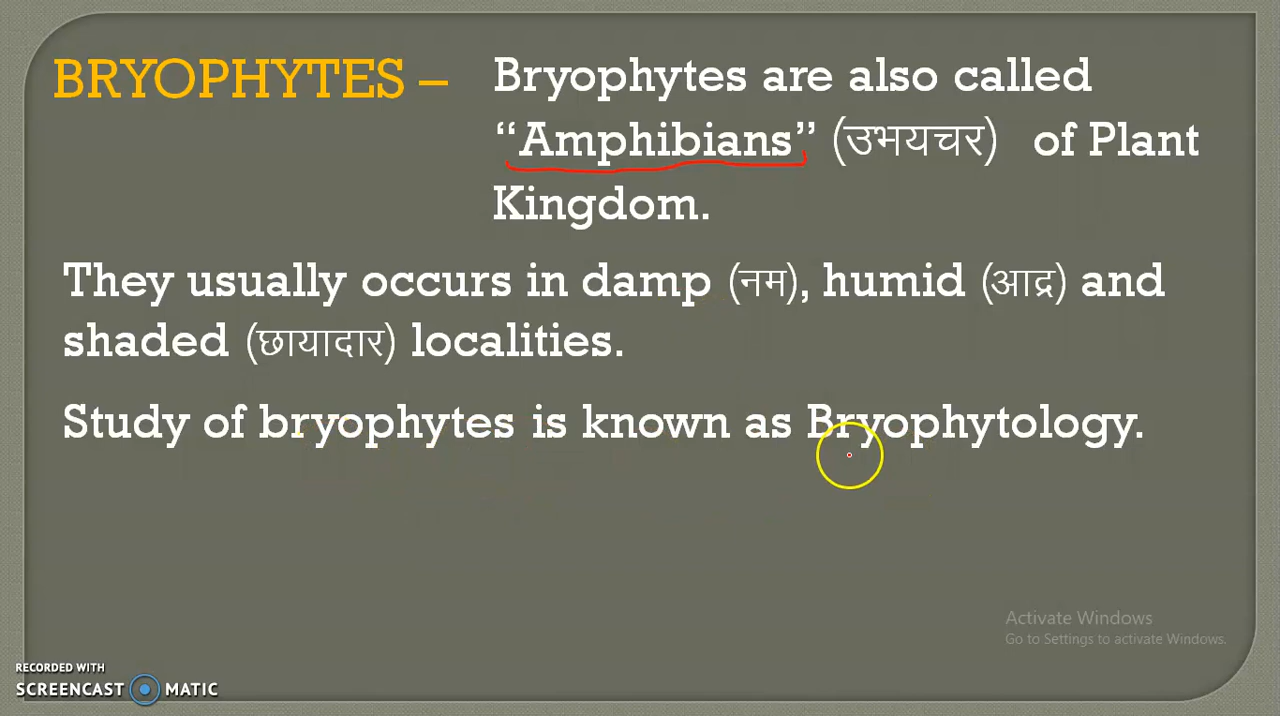 BRYOPHYTES –
Bryophytes are also called
“Amphibians” (उभयचर) of Plant
Kingdom.
They usually occurs in damp (नम), humid (आद्र) and
shaded (छायादार) localities.
Study of bryophytes is known as Bryophytology.
Activate Windows
Go to Settings to activate Windows.
RECORDED WITH
SCREENCAST MATIC